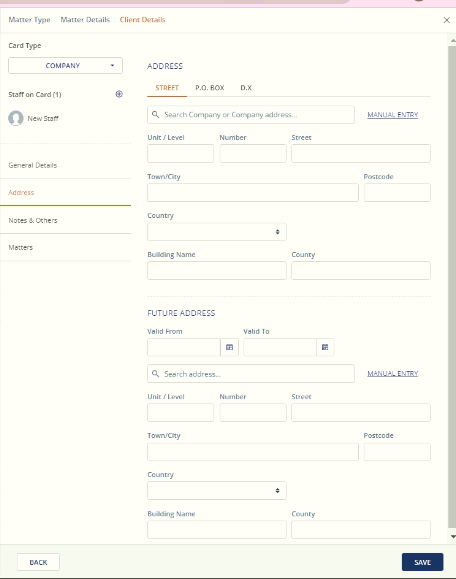 Matter Type Matter Details Client Details
Card Type
COMPANY
Staff on Card (1)
New Staff
General Details
Address
Notes & Others
Matters
ADDRESS
STREET P.O. BOX D.X
Search Company or Company address... MANUAL ENTRY
Unit / Level Number Street
Town/City Postcode
Country
Building Name County
FUTURE ADDRESS
Valid From Valid To
Search address... MANUAL ENTRY
Unit / Level Number Street
Town/City Postcode
Country
Building Name County
BACK SAVE